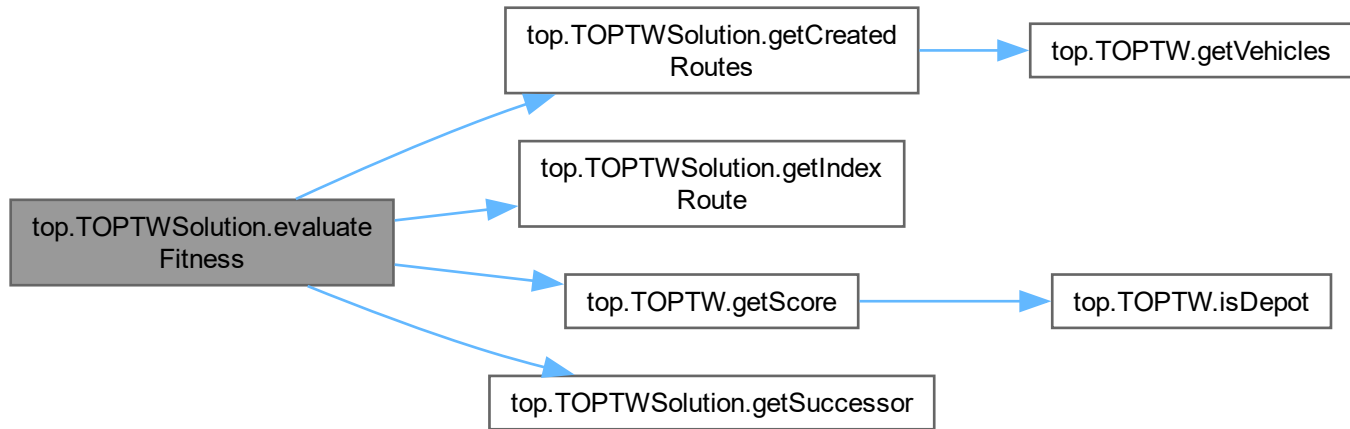 top.TOPTWSolution.evaluate
Fitness
top.TOPTWSolution.getCreated
Routes
top.TOPTW.getVehicles
top.TOPTWSolution.getIndex
Route
top.TOPTW.getScore
top.TOPTW.isDepot
top.TOPTWSolution.getSuccessor